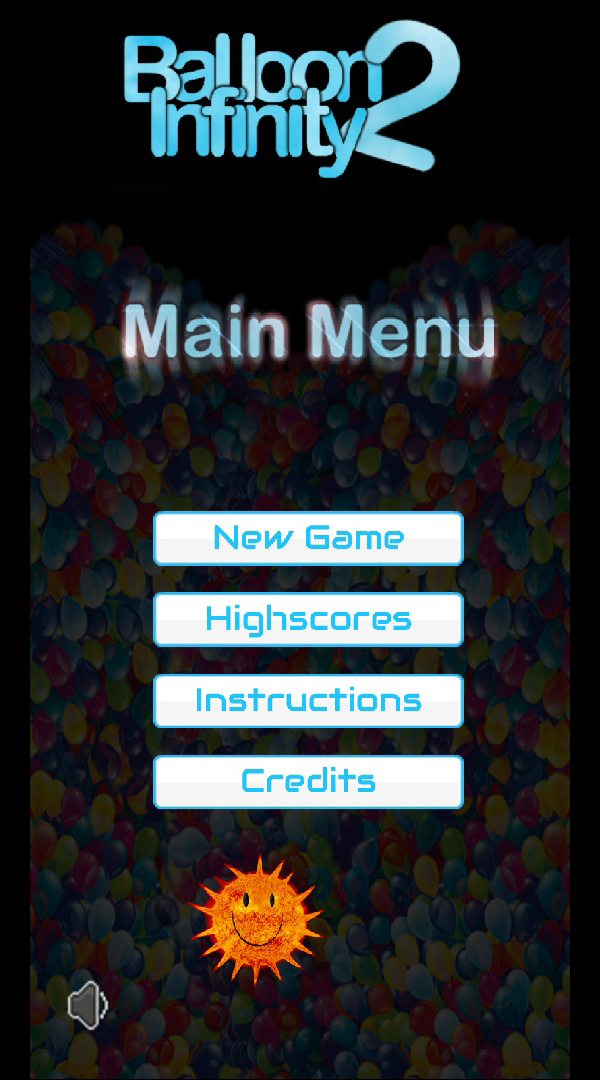 Balloon
Infinity 2
Main Menu
New Game
Highscores
Instructions
Credits